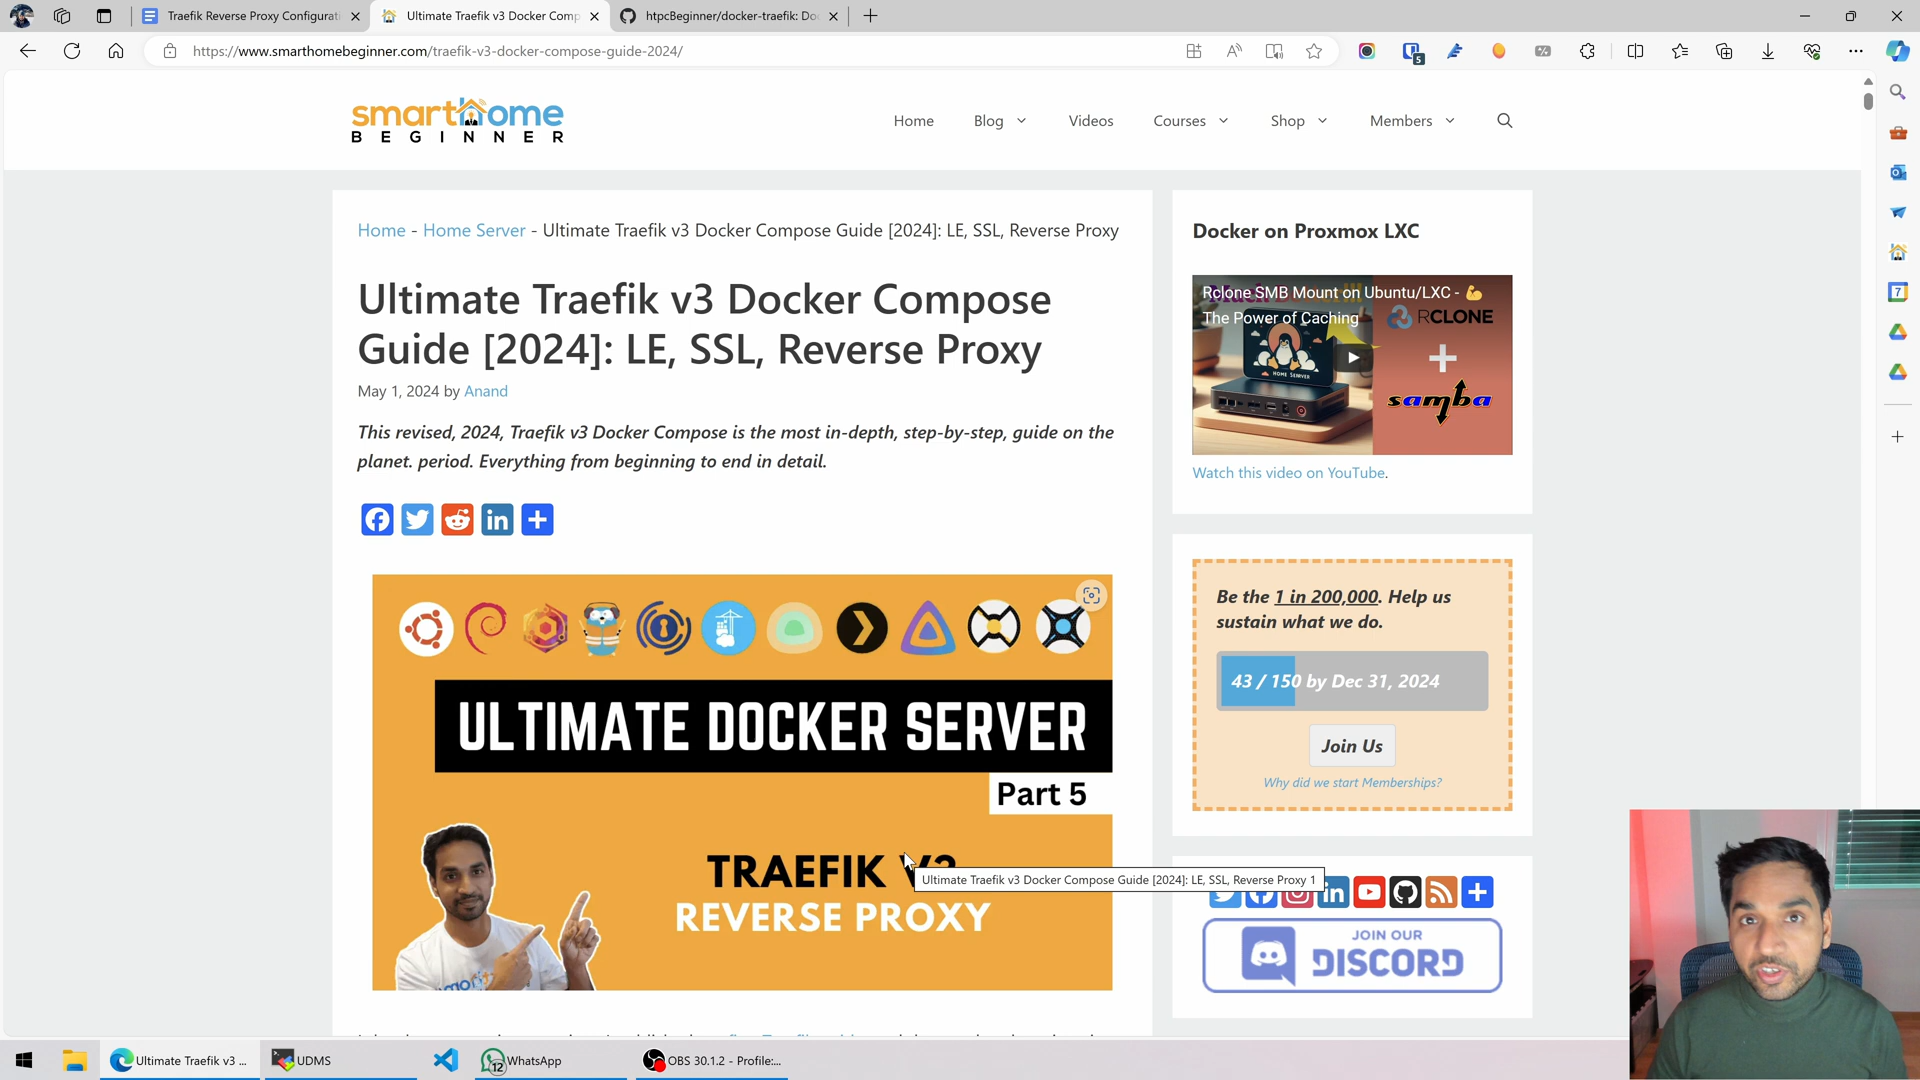 Traefik Reverse Proxy Configurati
Ultimate Traefik v3 Docker Comp
htpcBeginner/docker-traefik: Doc
https://www.smarthomebeginner.com/traefik-v3-docker-compose-guide-2024/
5
smarthome
BEGINNER
Home
Blog
Videos
Courses
Shop
Members
7
Home - Home Server - Ultimate Traefik v3 Docker Compose Guide [2024]: LE, SSL, Reverse Proxy
Ultimate Traefik v3 Docker Compose
Guide [2024]: LE, SSL, Reverse Proxy
May 1, 2024 by Anand
This revised, 2024, Traefik v3 Docker Compose is the most in-depth, step-by-step, guide on the
planet. period. Everything from beginning to end in detail.
ULTIMATE DOCKER SERVER
Part 5
TRAEFIK V3
REVERSE PROXY
Ultimate Traefik v3 Docker Compose Guide [2024]: LE, SSL, Reverse Proxy 1
Docker on Proxmox LXC
Rclone SMB Mount on Ubuntu/LXC - 💪
The Power of Caching
RCLONE
HOME SERVER
samba
Watch this video on YouTube.
Be the 1 in 200,000. Help us
sustain what we do.
43 / 150 by Dec 31, 2024
Join Us
Why did we start Memberships?
JOIN OUR
DISCORD
Ultimate Traefik v3 ...
UDMS
12
WhatsApp
OBS 30.1.2 - Profile:...